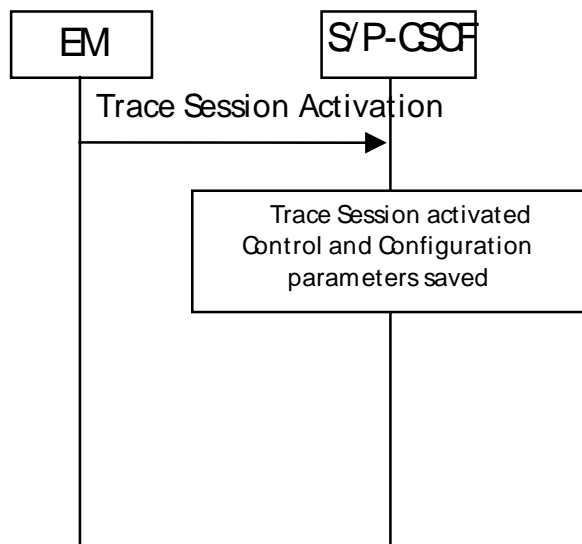 EM
S/P-CSCF
Trace Session Activation
Trace Session activated
Control and Configuration
parameters saved